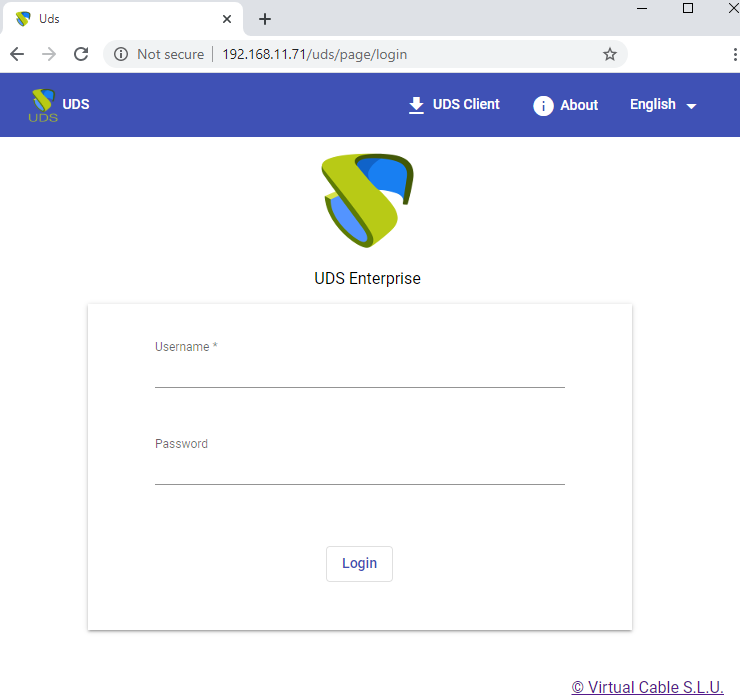 Uds
Not secure 192.168.11.71/uds/page/login
UDS UDS UDS Client About English
UDS Enterprise
Username *
Password
Login
© Virtual Cable S.L.U.